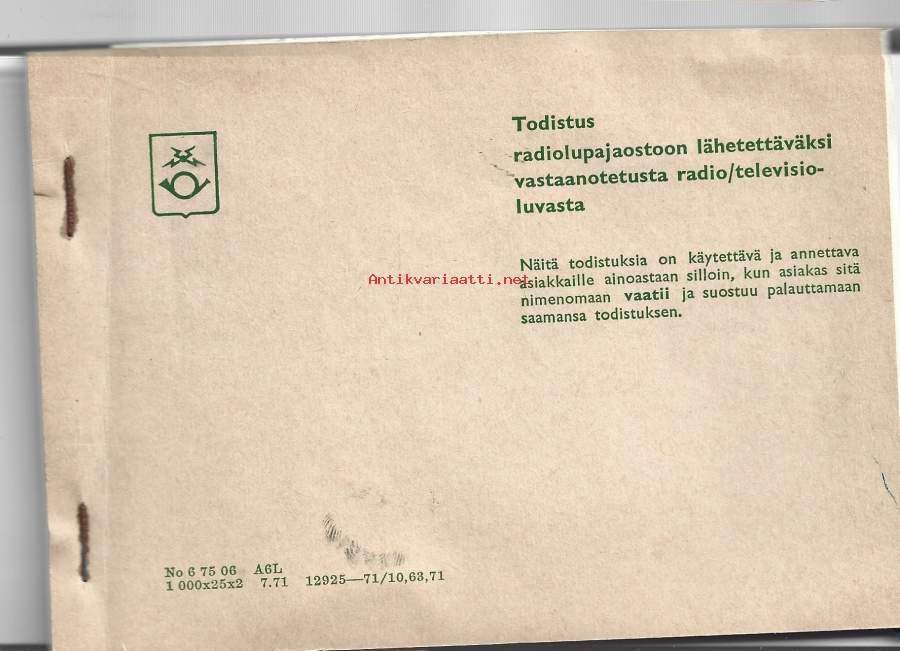 Todistus
radiolupajaostoon lähetettäväksi
vastaanotetusta radio/televisio-
luvasta
Näitä todistuksia on käytettävä ja annettava
asiakkaille ainoastaan silloin, kun asiakas sitä
nimenomaan vaatii ja suostuu palauttamaan
saamansa todistuksen.
Antikvariaatti.net
No 6 75 06 A6L
1 000x25x2 7.71 12925—71/10,63,71